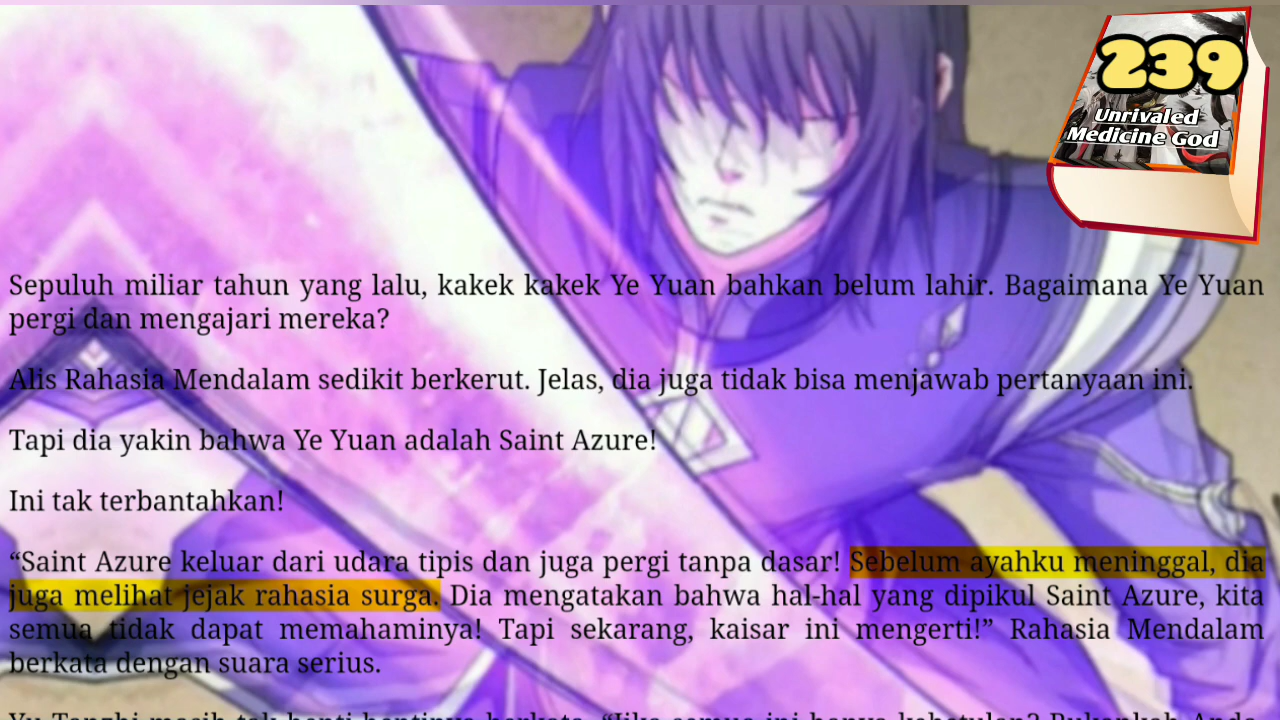 239
Unrivaled
Medicine God
Sepuluh miliar tahun yang lalu, kakek kakek Ye Yuan bahkan belum lahir. Bagaimana Ye Yuan
pergi dan mengajari mereka?
Alis Rahasia Mendalam sedikit berkerut. Jelas, dia juga tidak bisa menjawab pertanyaan ini.
Tapi dia yakin bahwa Ye Yuan adalah Saint Azure!
Ini tak terbantahkan!
“Saint Azure keluar dari udara tipis dan juga pergi tanpa dasar! Sebelum ayahku meninggal, dia
juga melihat jejak rahasia surga. Dia mengatakan bahwa hal-hal yang dipikul Saint Azure, kita
semua tidak dapat memahaminya! Tapi sekarang, kaisar ini mengerti!” Rahasia Mendalam
berkata dengan suara serius.